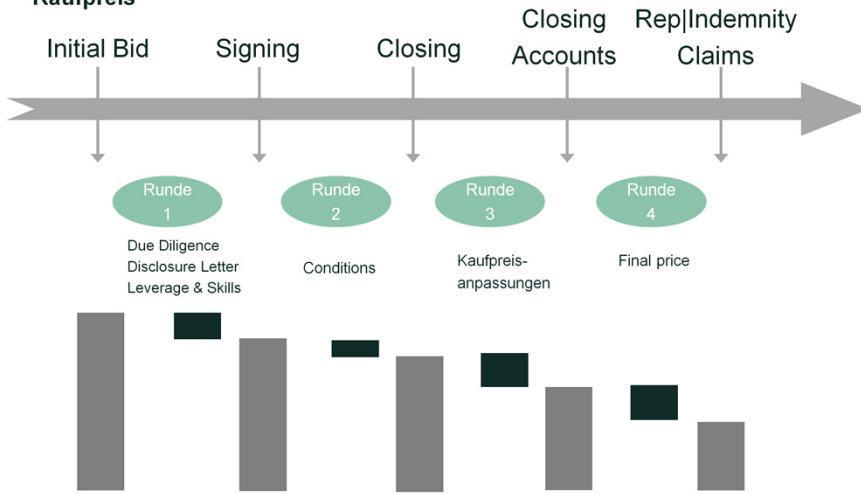 Kaufpreis
Initial Bid
Signing
Closing
Closing
Accounts
Rep|Indemnity
Claims
Runde
1
Runde
2
Runde
3
Runde
4
Due Diligence
Disclosure Letter
Leverage & Skills
Conditions
Kaufpreis-
anpassungen
Final price